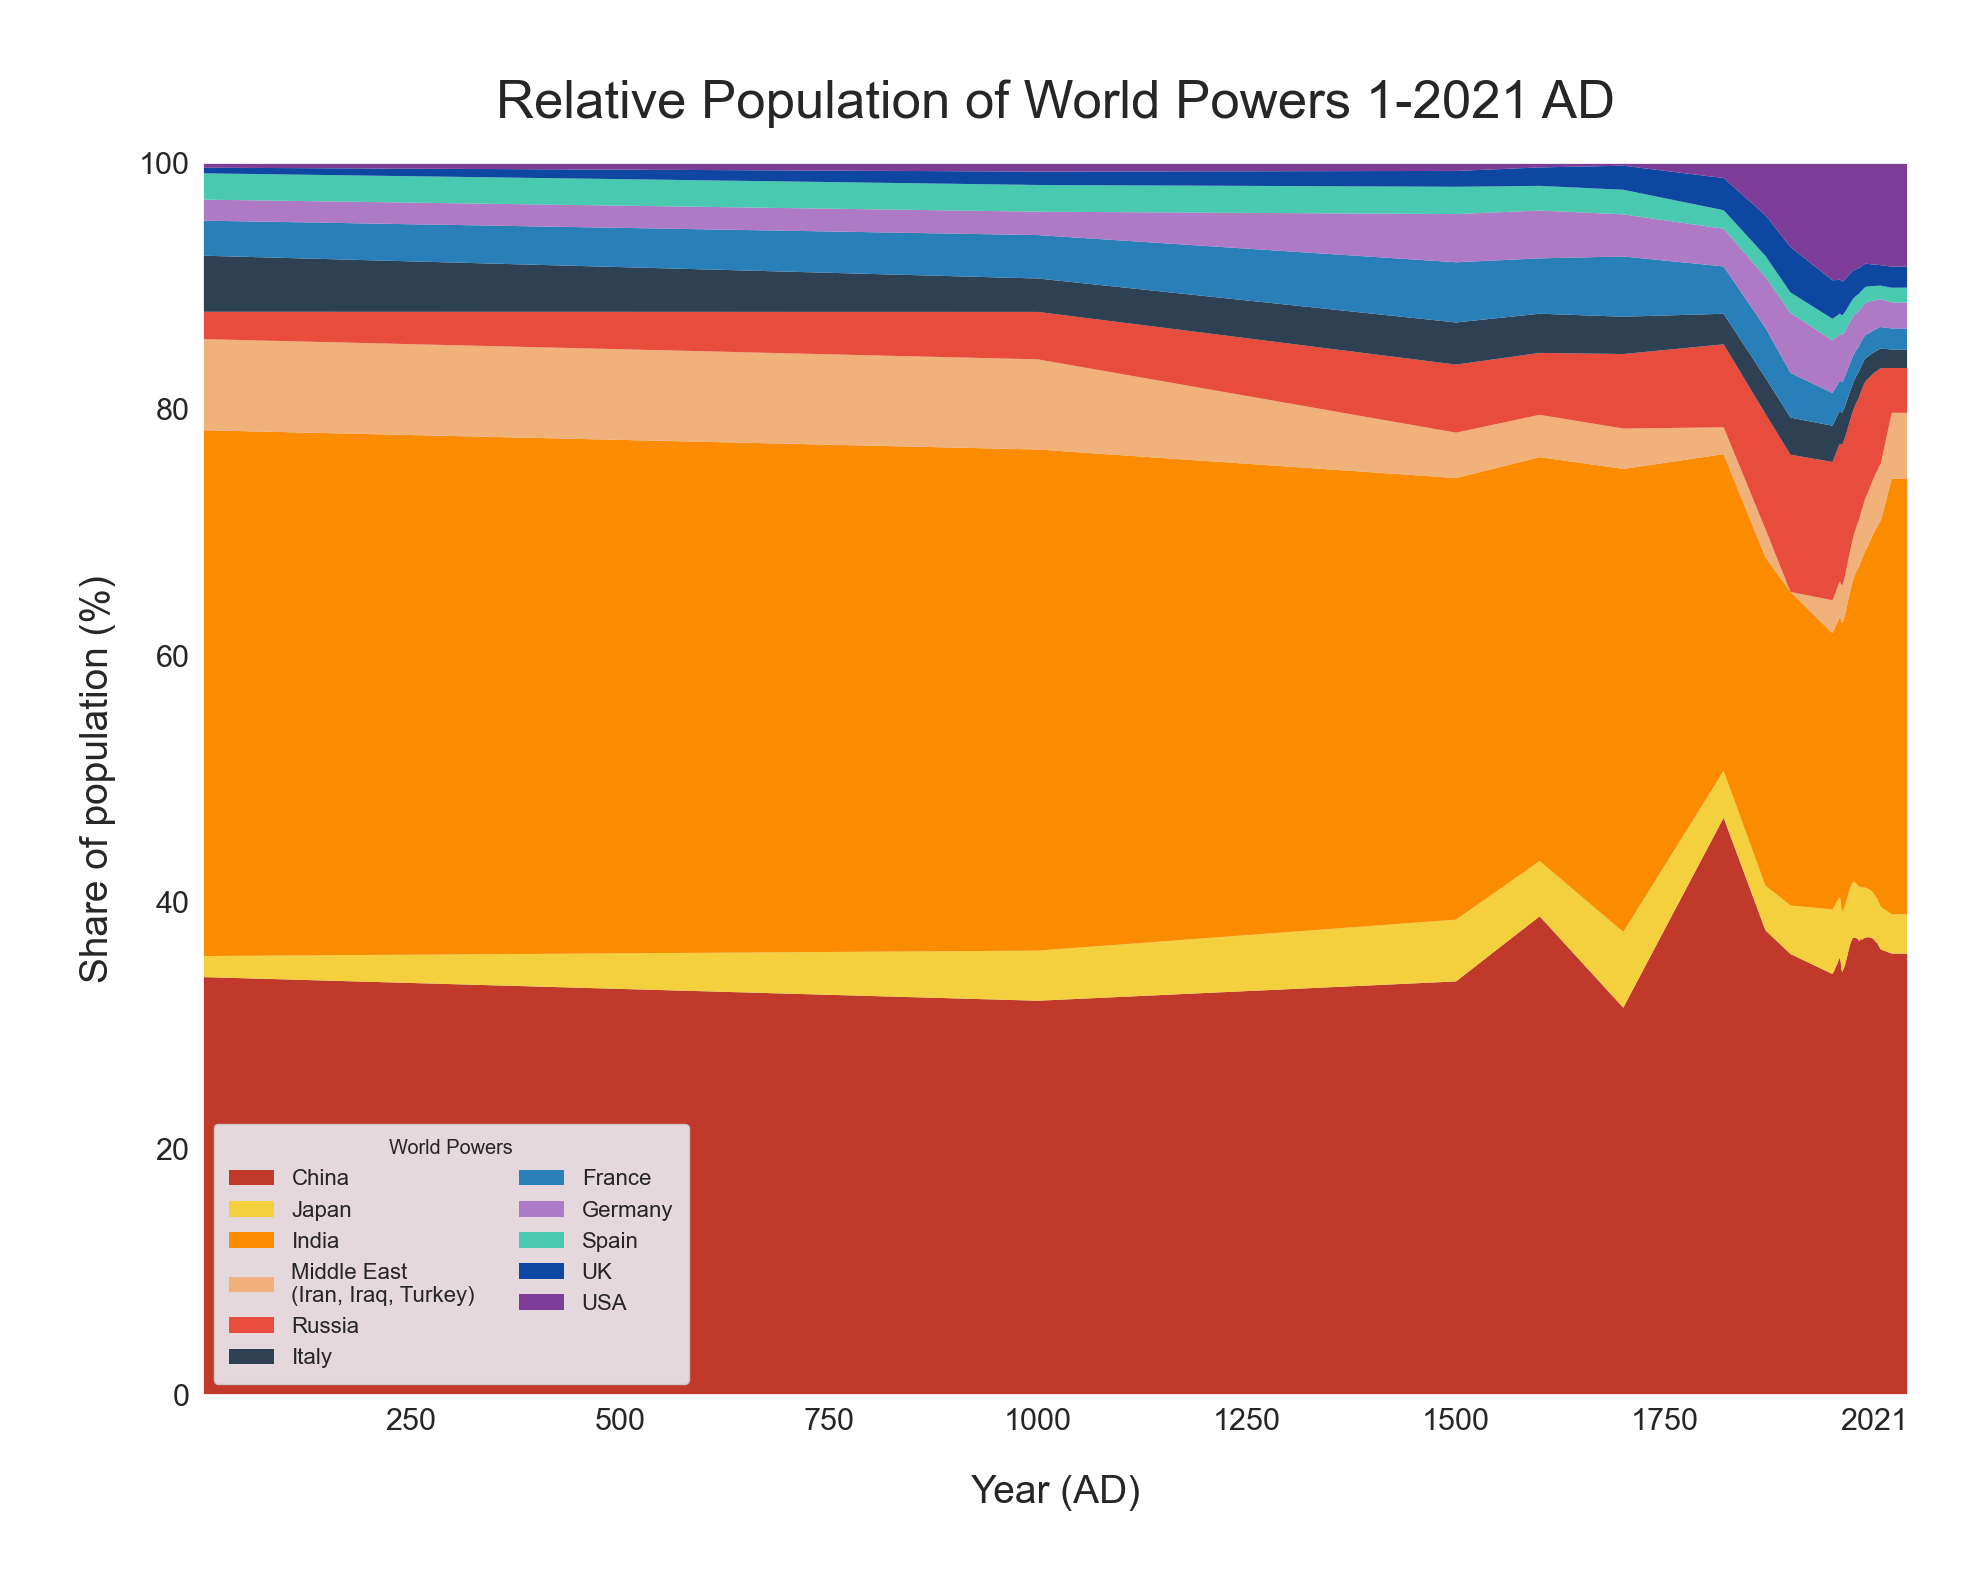 Relative Population of World Powers 1-2021 AD
100
80
60
40
20
0
Share of population (%)
World Powers
China
Japan
India
Middle East
(Iran, Iraq, Turkey)
Russia
Italy
France
Germany
Spain
UK
USA
250
500
750
1000
1250
1500
1750
2021
Year (AD)